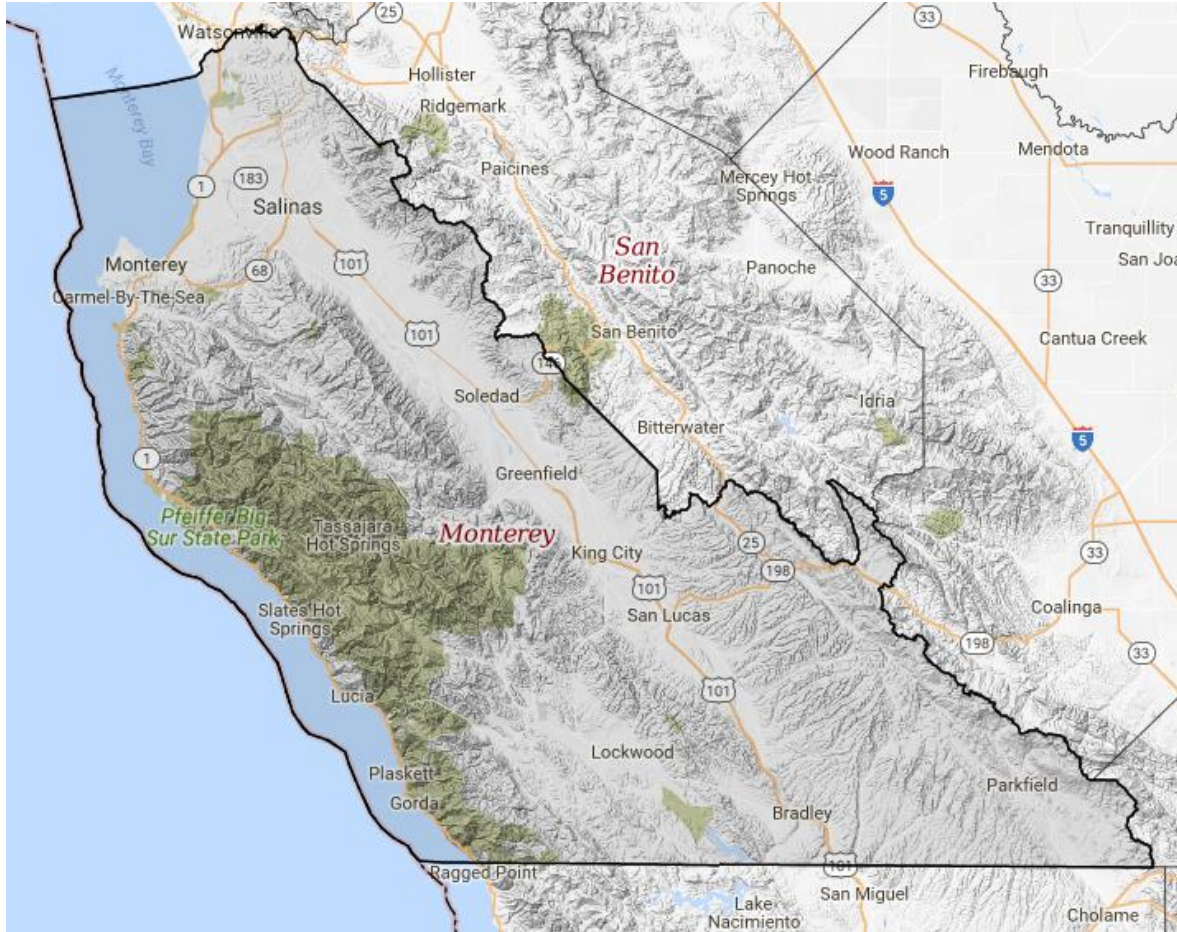 25
33
Watsonville
Hollister
Firebaugh
Ridgemark
Monterey Bay
Wood Ranch
Mendota
Paicines
Mercey Hot
Springs
1
183
5
Salinas
Tranquillity
San Joa
San
Benito
Monterey
68
101
Panoche
33
Carmel-By-The-Sea
101
San Benito
Cantua Creek
146
Soledad
Idria
Bitterwater
5
1
Greenfield
Pfeiffer Big
Sur State Park
Tassajara
Hot Springs
Monterey
King City
25
33
198
101
Slates Hot
Springs
San Lucas
Coalinga
198
33
Lucia
101
Lockwood
Plaskett
Parkfield
Gorda
Bradley
Ragged Point
101
San Miguel
Lake
Nacimiento
Cholame